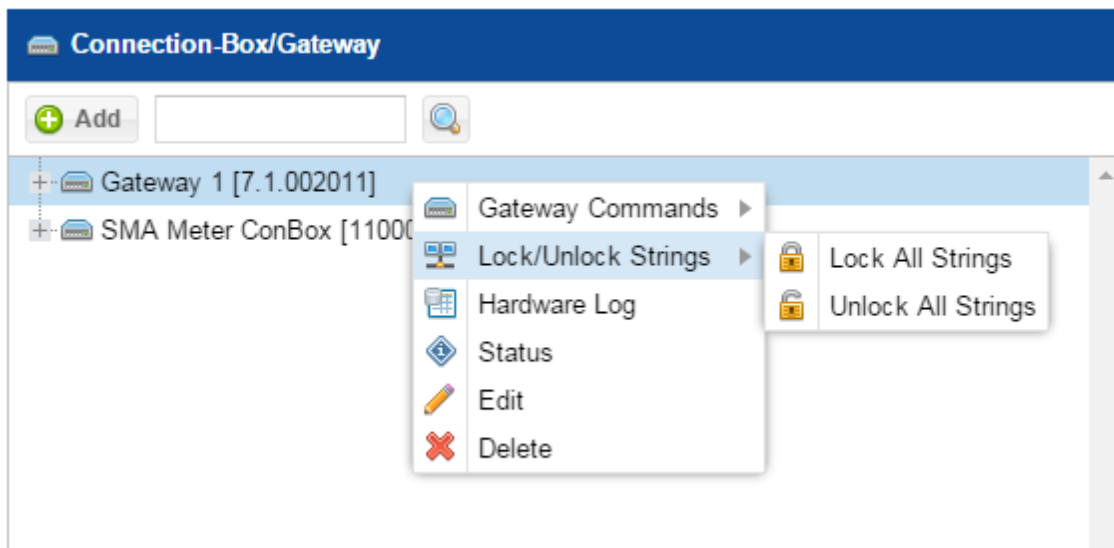 Connection-Box/Gateway
Add
Gateway 1 [7.1.002011]
SMA Meter ConBox [11000
Gateway Commands
Lock/Unlock Strings
Hardware Log
Status
Edit
Delete
Lock All Strings
Unlock All Strings